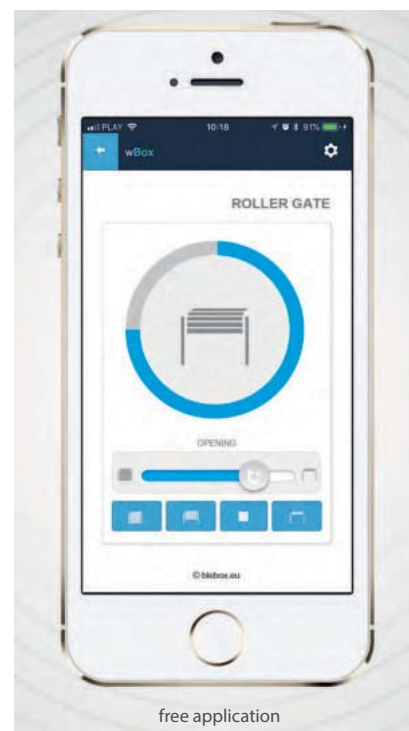 PLAY 10:18 91%
wBox
ROLLER GATE
OPENING
© blebox.eu
free application